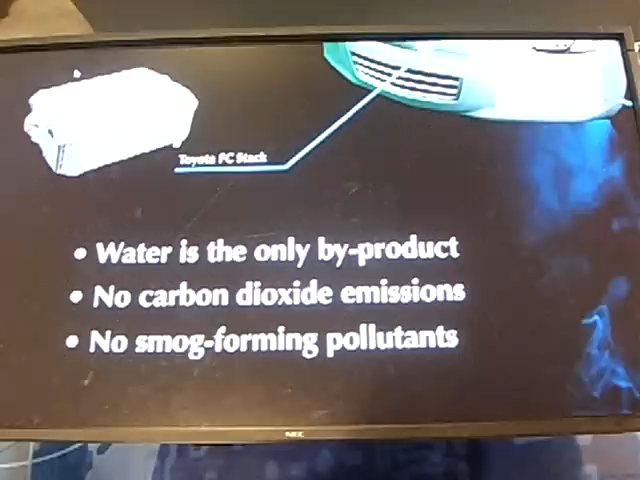 Toyota FC Stack
• Water is the only by-product
• No carbon dioxide emissions
• No smog-forming pollutants
NEC